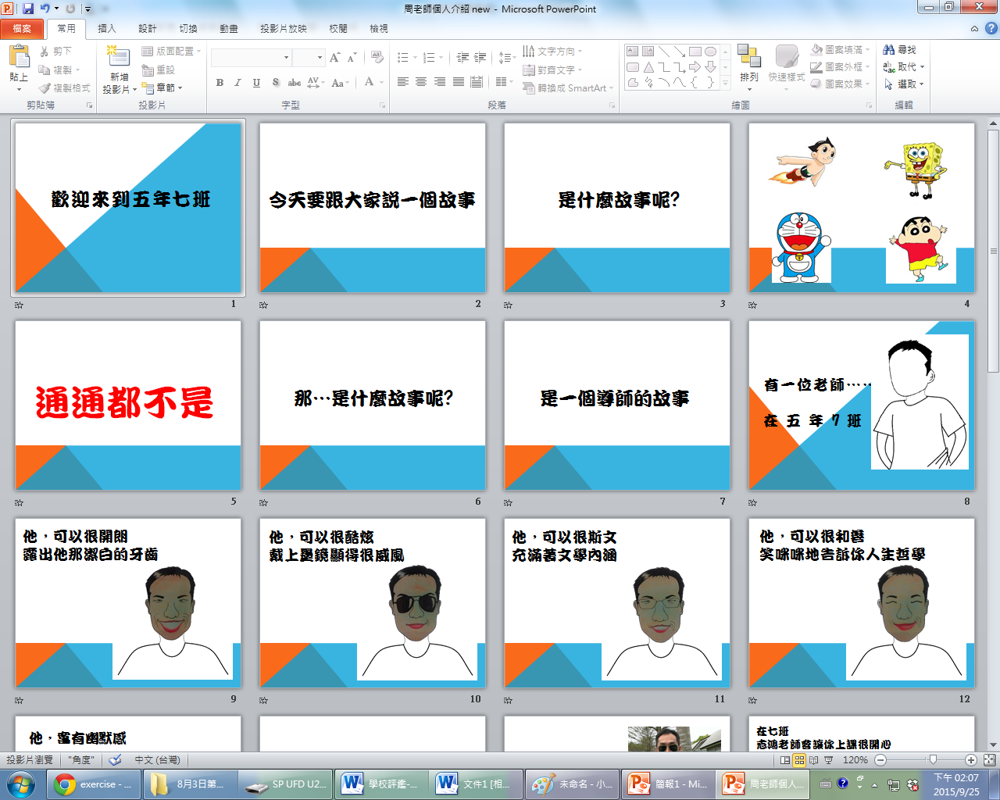 周老師個人介紹 new - Microsoft PowerPoint
檔案 常用 插入 設計 切換 動畫 投影片放映 校閱 檢視
貼上 剪下 複製 複製格式 剪貼簿
新增投影片 版面配置 重設 章節 投影片
B I U S abc AV Aa A 字型
文字方向 對齊文字 轉換成 SmartArt 段落
排列 快速樣式 圖案填滿 圖案外框 圖案效果 繪圖
尋找 取代 選取 編輯
歡迎來到五年七班
1
今天要跟大家說一個故事
2
是什麼故事呢?
3
4
通通都不是
5
那…是什麼故事呢?
6
是一個導師的故事
7
有一位老師……
在 五 年 7 班
8
他，可以很開朗
露出他那潔白的牙齒
9
他，可以很酷炫
戴上墨鏡顯得很威風
10
他，可以很斯文
充滿著文學內涵
11
他，可以很和善
笑咪咪地告訴你人生哲學
12
他，富有幽默感
在七班
志鴻老師會讓你上課很開心
投影片瀏覽 "角度" 中文 (台灣) 120%
exercise - ... 8月3日第... SP UFD U2... 學校評鑑-... 文件1 [相... 未命名 - 小... 簡報1 - Mi... 周老師個人...
下午 02:07
2015/9/25